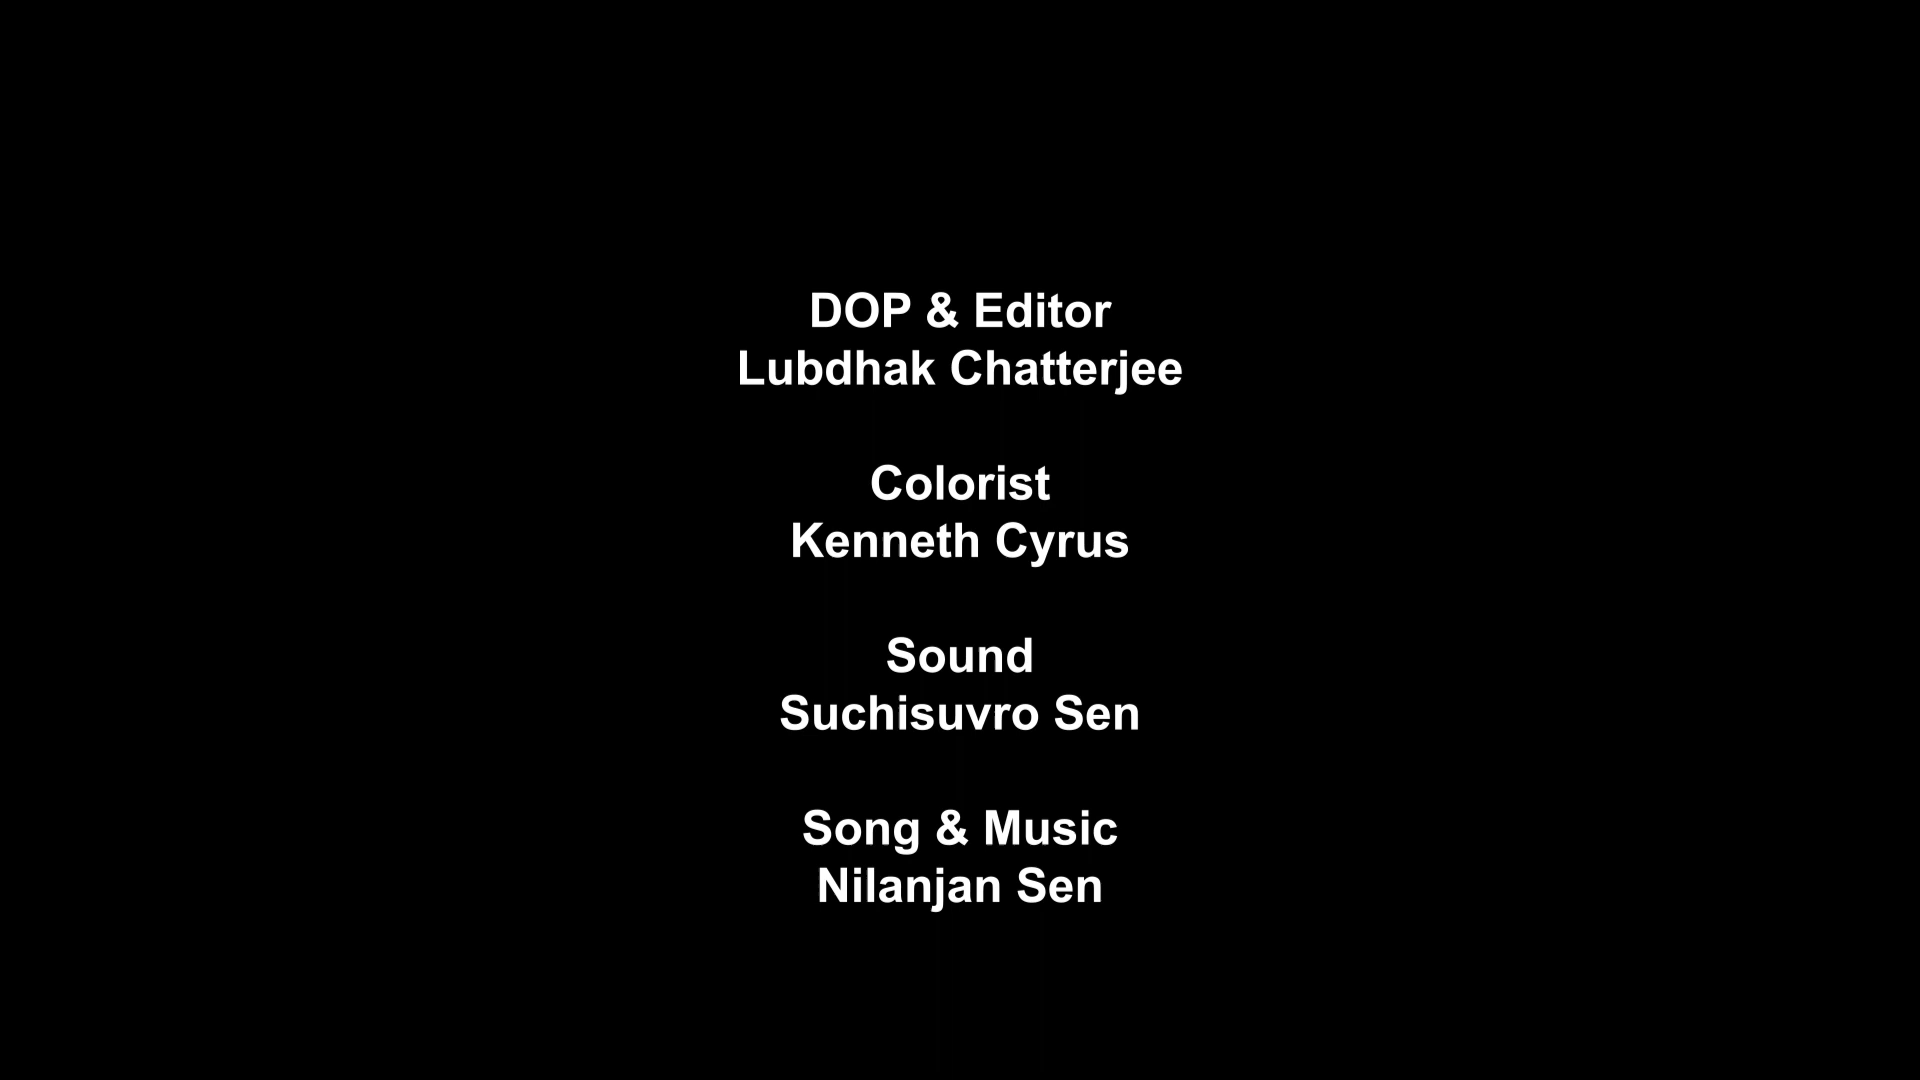 DOP & Editor
Lubdhak Chatterjee
Colorist
Kenneth Cyrus
Sound
Suchisuvro Sen
Song & Music
Nilanjan Sen